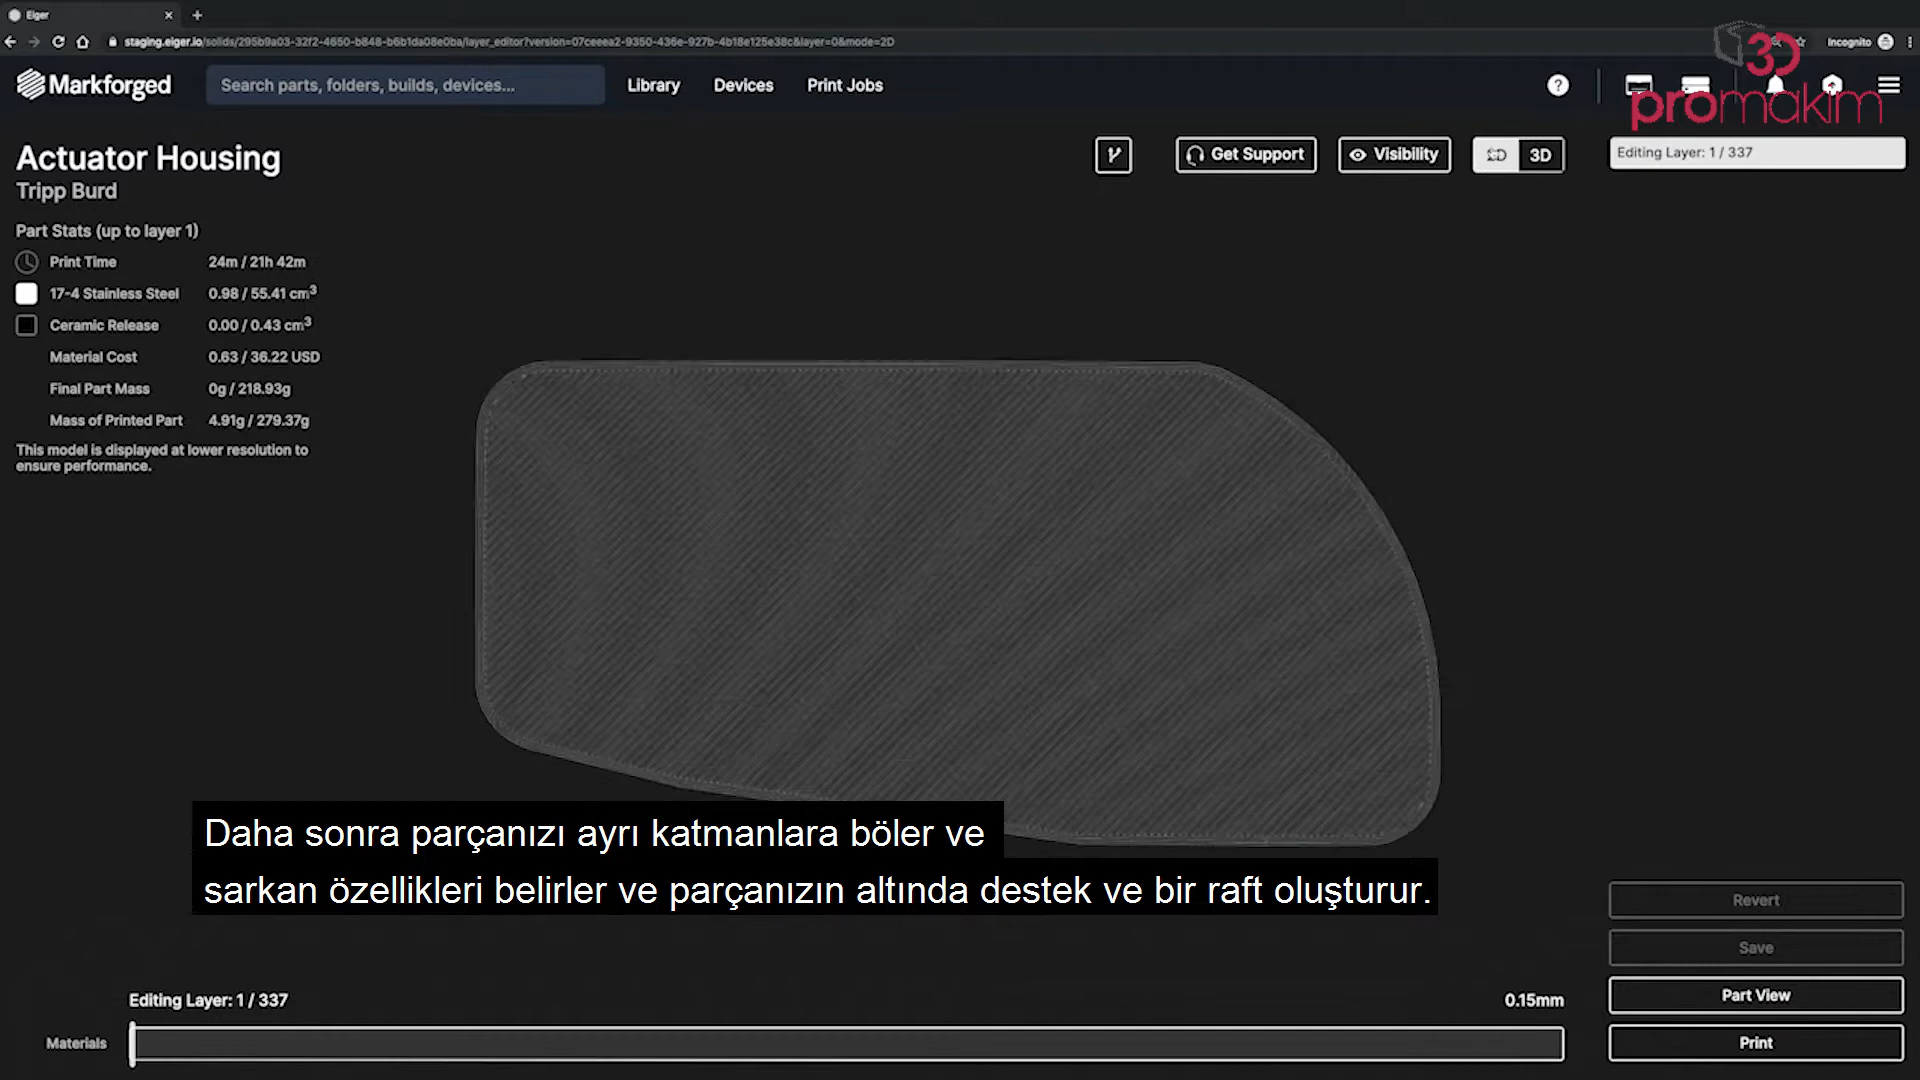 Eiger
staging.eiger.io/solids/295b9a03-32f2-4650-b848-b6b1da08e0ba/layer_editor?version=07ceeea2-9350-436e-927b-4b18e125e38c&layer=0&mode=2D
Incognito
Markforged
Search parts, folders, builds, devices...
Library
Devices
Print Jobs
3D
promakim
Actuator Housing
Tripp Burd
Get Support
Visibility
3D
Editing Layer: 1 / 337
Part Stats (up to layer 1)
Print Time 24m / 21h 42m
17-4 Stainless Steel 0.98 / 55.41 cm³
Ceramic Release 0.00 / 0.43 cm³
Material Cost 0.63 / 36.22 USD
Final Part Mass 0g / 218.93g
Mass of Printed Part 4.91g / 279.37g
This model is displayed at lower resolution to
ensure performance.
Daha sonra parçanızı ayrı katmanlara böler ve
sarkan özellikleri belirler ve parçanızın altında destek ve bir raft oluşturur.
Revert
Save
Part View
Print
Editing Layer: 1 / 337
0.15mm
Materials